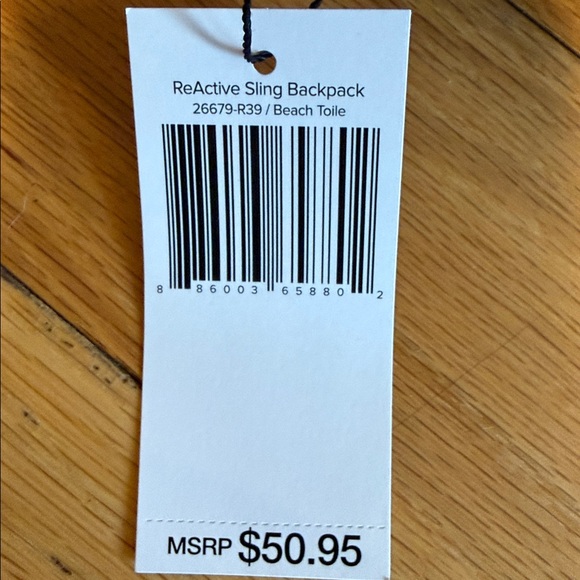 ReActive Sling Backpack
26679-R39 / Beach Toile
8 86003 65880 2
MSRP $50.95